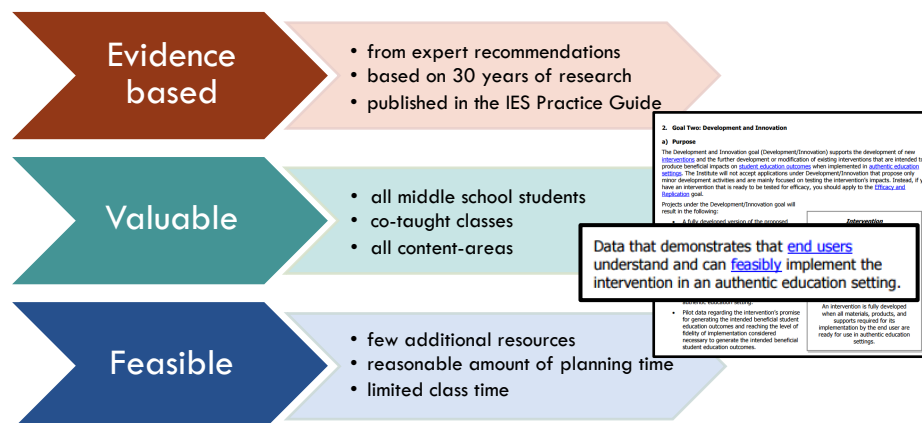 Evidence
based
• from expert recommendations
• based on 30 years of research
• published in the IES Practice Guide
Valuable
• all middle school students
• co-taught classes
• all content-areas
Feasible
• few additional resources
• reasonable amount of planning time
• limited class time
2. Goal Two: Development and Innovation
a) Purpose
The Development and Innovation goal (Development/Innovation) supports the development of new
interventions and the further development or modification of existing interventions that are intended to
produce beneficial impacts on student education outcomes when implemented in authentic education
settings. The Institute will not accept applications under Development/Innovation that propose only
minor development activities and are mainly focused on testing the intervention's impacts. Instead, if y
have an intervention that is ready to be tested for efficacy, you should apply to the Efficacy and
Replication goal.
Projects under the Development/Innovation goal will
result in the following:
• A fully developed version of the proposed
Intervention
Data that demonstrates that end users
understand and can feasibly implement the
intervention in an authentic education setting.
authentic education setting.
• Pilot data regarding the intervention's promise
for generating the intended beneficial student
education outcomes and reaching the level of
fidelity of implementation considered
necessary to generate the intended beneficial
student education outcomes.
An intervention is fully developed
when all materials, products, and
supports required for its
implementation by the end user are
ready for use in authentic education
settings.